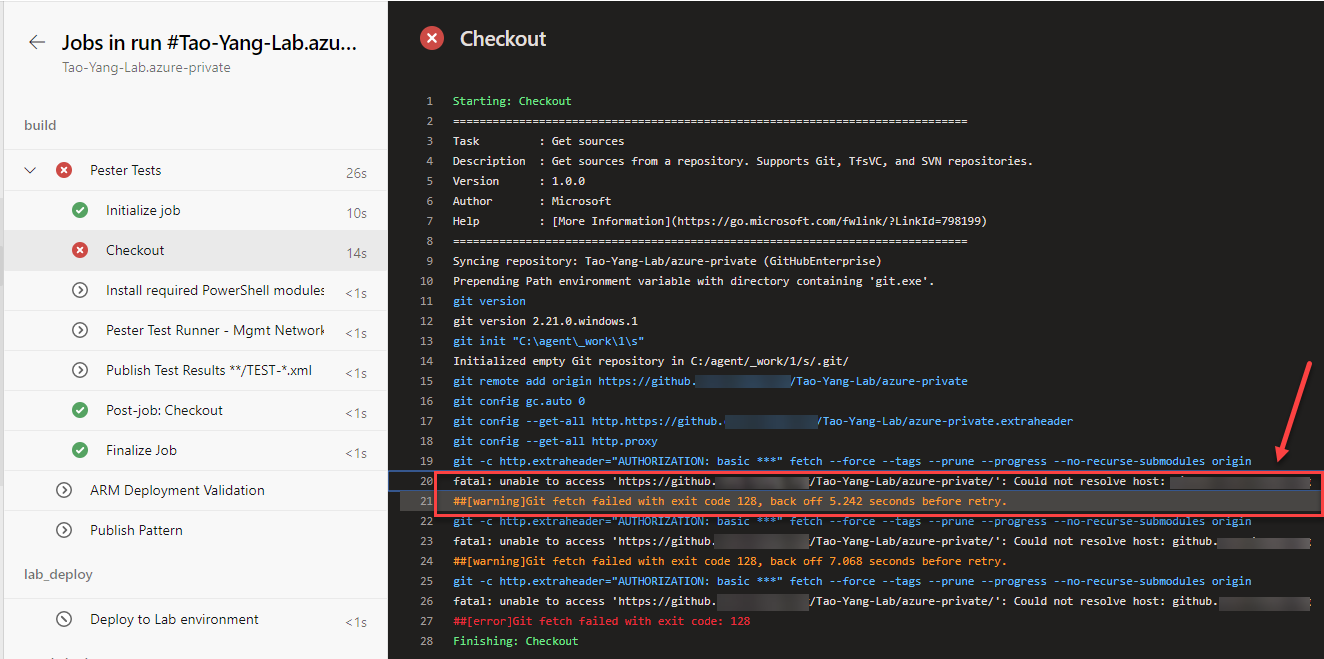 Jobs in run #Tao-Yang-Lab.azu...
Tao-Yang-Lab.azure-private
build
Pester Tests 26s
Initialize job 10s
Checkout 14s
Install required PowerShell modules <1s
Pester Test Runner - Mgmt Network <1s
Publish Test Results **/TEST-*.xml <1s
Post-job: Checkout <1s
Finalize Job <1s
ARM Deployment Validation
Publish Pattern
lab_deploy
Deploy to Lab environment <1s
Checkout
1 Starting: Checkout
2 ==============================================================================
3 Task : Get sources
4 Description : Get sources from a repository. Supports Git, TfsVC, and SVN repositories.
5 Version : 1.0.0
6 Author : Microsoft
7 Help : [More Information](https://go.microsoft.com/fwlink/?LinkId=798199)
8 ==============================================================================
9 Syncing repository: Tao-Yang-Lab/azure-private (GitHubEnterprise)
10 Prepending Path environment variable with directory containing 'git.exe'.
11 git version
12 git version 2.21.0.windows.1
13 git init "C:\agent\_work\1\s"
14 Initialized empty Git repository in C:/agent/_work/1/s/.git/
15 git remote add origin https://github. /Tao-Yang-Lab/azure-private
16 git config gc.auto 0
17 git config --get-all http.https://github. /Tao-Yang-Lab/azure-private.extraheader
18 git config --get-all http.proxy
19 git -c http.extraheader="AUTHORIZATION: basic ***" fetch --force --tags --prune --progress --no-recurse-submodules origin
20 fatal: unable to access 'https://github. /Tao-Yang-Lab/azure-private/': Could not resolve host:
21 ##[warning]Git fetch failed with exit code 128, back off 5.242 seconds before retry.
22 git -c http.extraheader="AUTHORIZATION: basic ***" fetch --force --tags --prune --progress --no-recurse-submodules origin
23 fatal: unable to access 'https://github. /Tao-Yang-Lab/azure-private/': Could not resolve host: github.
24 ##[warning]Git fetch failed with exit code 128, back off 7.068 seconds before retry.
25 git -c http.extraheader="AUTHORIZATION: basic ***" fetch --force --tags --prune --progress --no-recurse-submodules origin
26 fatal: unable to access 'https://github. /Tao-Yang-Lab/azure-private/': Could not resolve host: github.
27 ##[error]Git fetch failed with exit code: 128
28 Finishing: Checkout